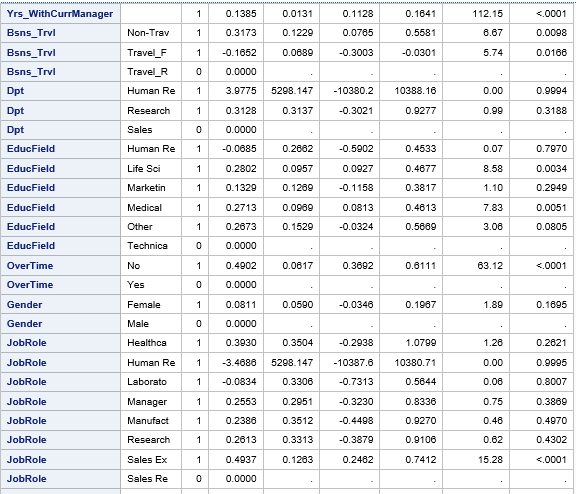 Yrs_WithCurrManager 1 0.1385 0.0131 0.1128 0.1641 112.15 <.0001
Bsns_Trvl Non-Trav 1 0.3173 0.1229 0.0765 0.5581 6.67 0.0098
Bsns_Trvl Travel_F 1 -0.1652 0.0689 -0.3003 -0.0301 5.74 0.0166
Bsns_Trvl Travel_R 0 0.0000 . . . . .
Dpt Human Re 1 3.9775 5298.147 -10380.2 10388.16 0.00 0.9994
Dpt Research 1 0.3128 0.3137 -0.3021 0.9277 0.99 0.3188
Dpt Sales 0 0.0000 . . . . .
EducField Human Re 1 -0.0685 0.2662 -0.5902 0.4533 0.07 0.7970
EducField Life Sci 1 0.2802 0.0957 0.0927 0.4677 8.58 0.0034
EducField Marketin 1 0.1329 0.1269 -0.1158 0.3817 1.10 0.2949
EducField Medical 1 0.2713 0.0969 0.0813 0.4613 7.83 0.0051
EducField Other 1 0.2673 0.1529 -0.0324 0.5669 3.06 0.0805
EducField Technica 0 0.0000 . . . . .
OverTime No 1 0.4902 0.0617 0.3692 0.6111 63.12 <.0001
OverTime Yes 0 0.0000 . . . . .
Gender Female 1 0.0811 0.0590 -0.0346 0.1967 1.89 0.1695
Gender Male 0 0.0000 . . . . .
JobRole Healthca 1 0.3930 0.3504 -0.2938 1.0799 1.26 0.2621
JobRole Human Re 1 -3.4686 5298.147 -10387.6 10380.71 0.00 0.9995
JobRole Laborato 1 -0.0834 0.3306 -0.7313 0.5644 0.06 0.8007
JobRole Manager 1 0.2553 0.2951 -0.3230 0.8336 0.75 0.3869
JobRole Manufact 1 0.2386 0.3512 -0.4498 0.9270 0.46 0.4970
JobRole Research 1 0.2613 0.3313 -0.3879 0.9106 0.62 0.4302
JobRole Sales Ex 1 0.4937 0.1263 0.2462 0.7412 15.28 <.0001
JobRole Sales Re 0 0.0000 . . . . .